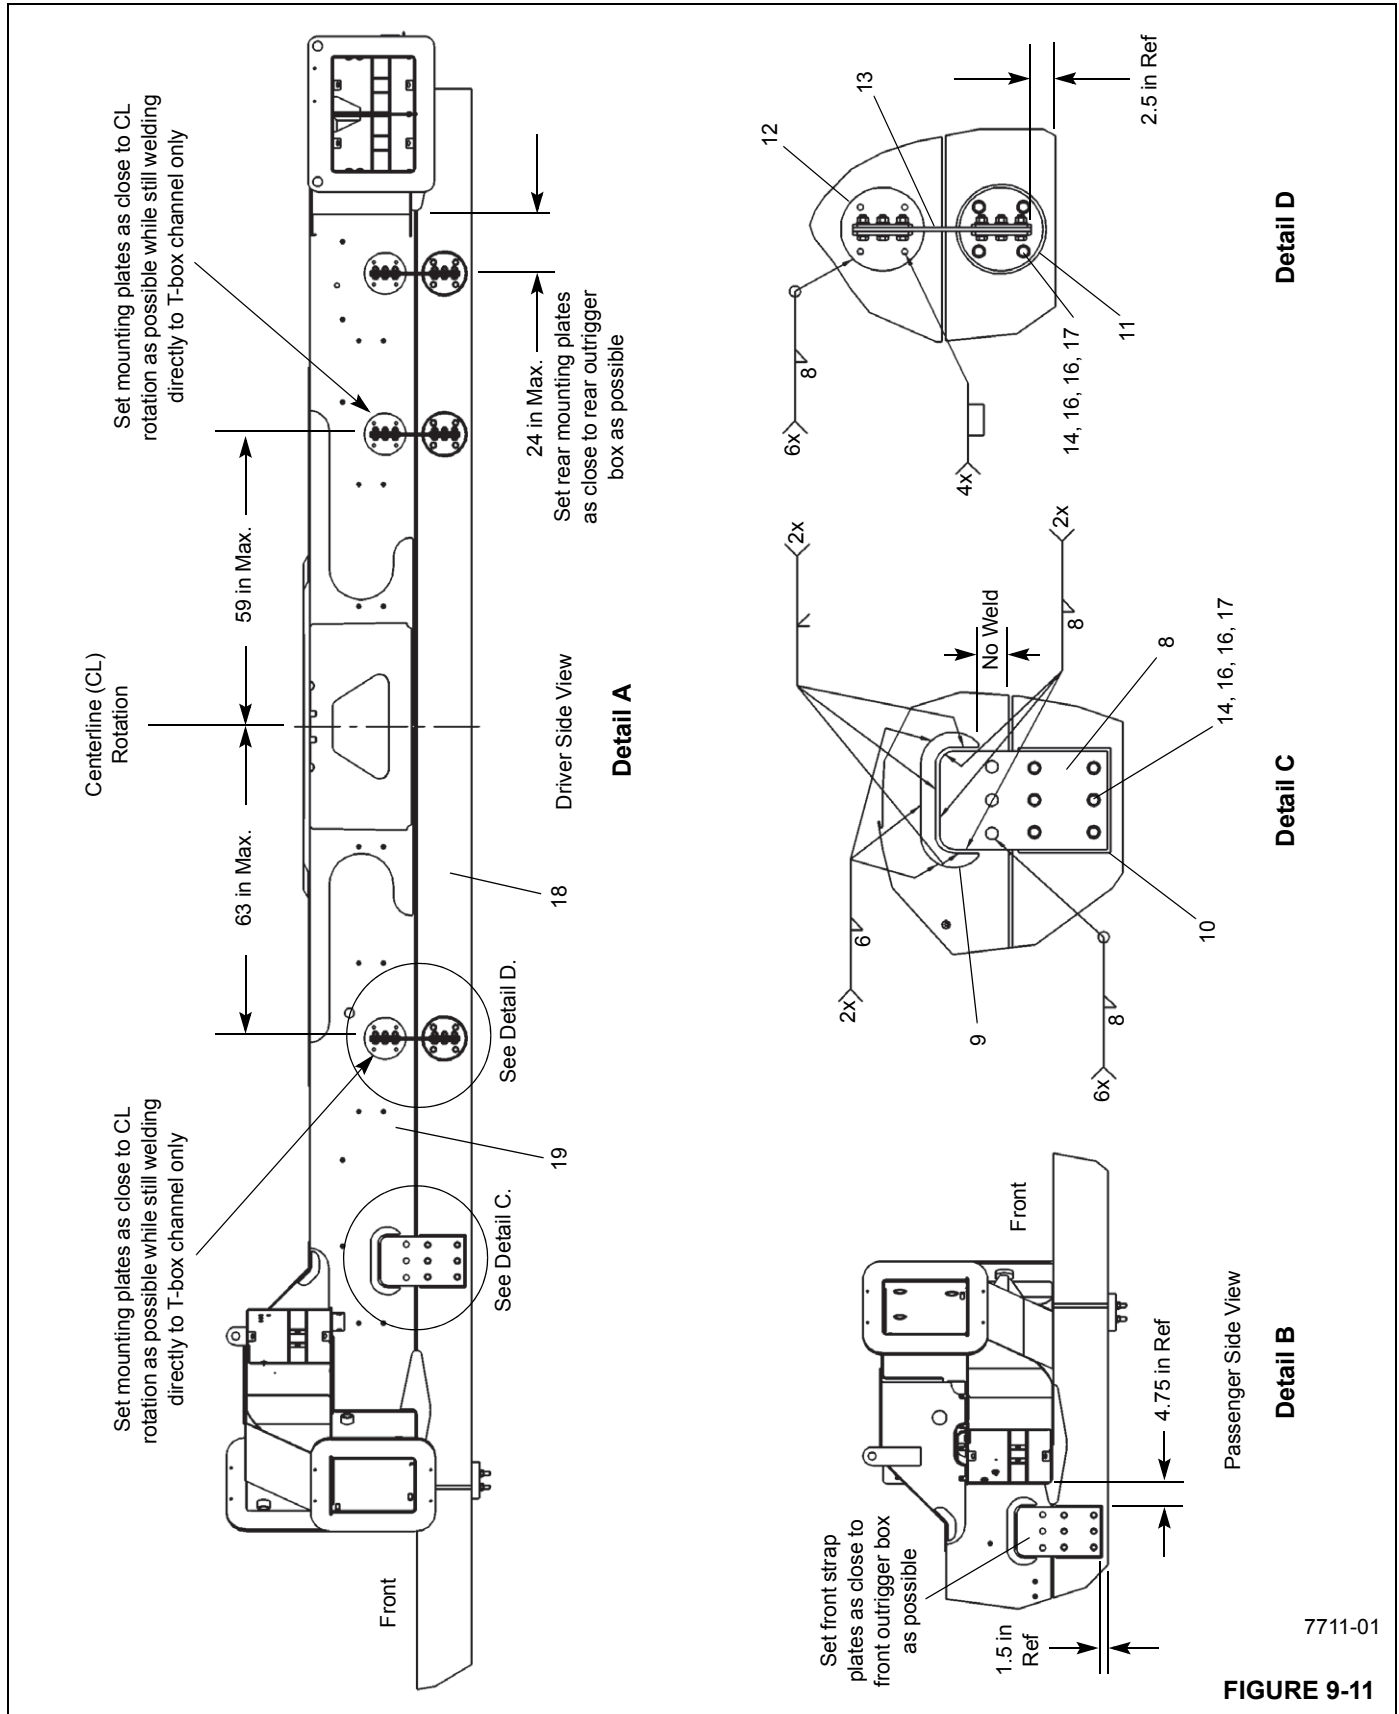 Set mounting plates as close to CL
rotation as possible while still welding
directly to T-box channel only
Centerline (CL)
Rotation
Set mounting plates as close to CL
rotation as possible while still welding
directly to T-box channel only
63 in Max.
59 in Max.
24 in Max.
Set rear mounting plates
as close to rear outrigger
box as possible
Front
See Detail C.
See Detail D.
19
18
Driver Side View
Detail A
Set front strap
plates as close to
front outrigger box
as possible
1.5 in
Ref
4.75 in Ref
Front
Passenger Side View
Detail B
2x
6
9
6x
8
10
2x
No Weld
2x
8
8
14, 16, 16, 17
Detail C
6x
8
4x
12
13
14, 16, 16, 17
11
2.5 in Ref
Detail D
7711-01
FIGURE 9-11